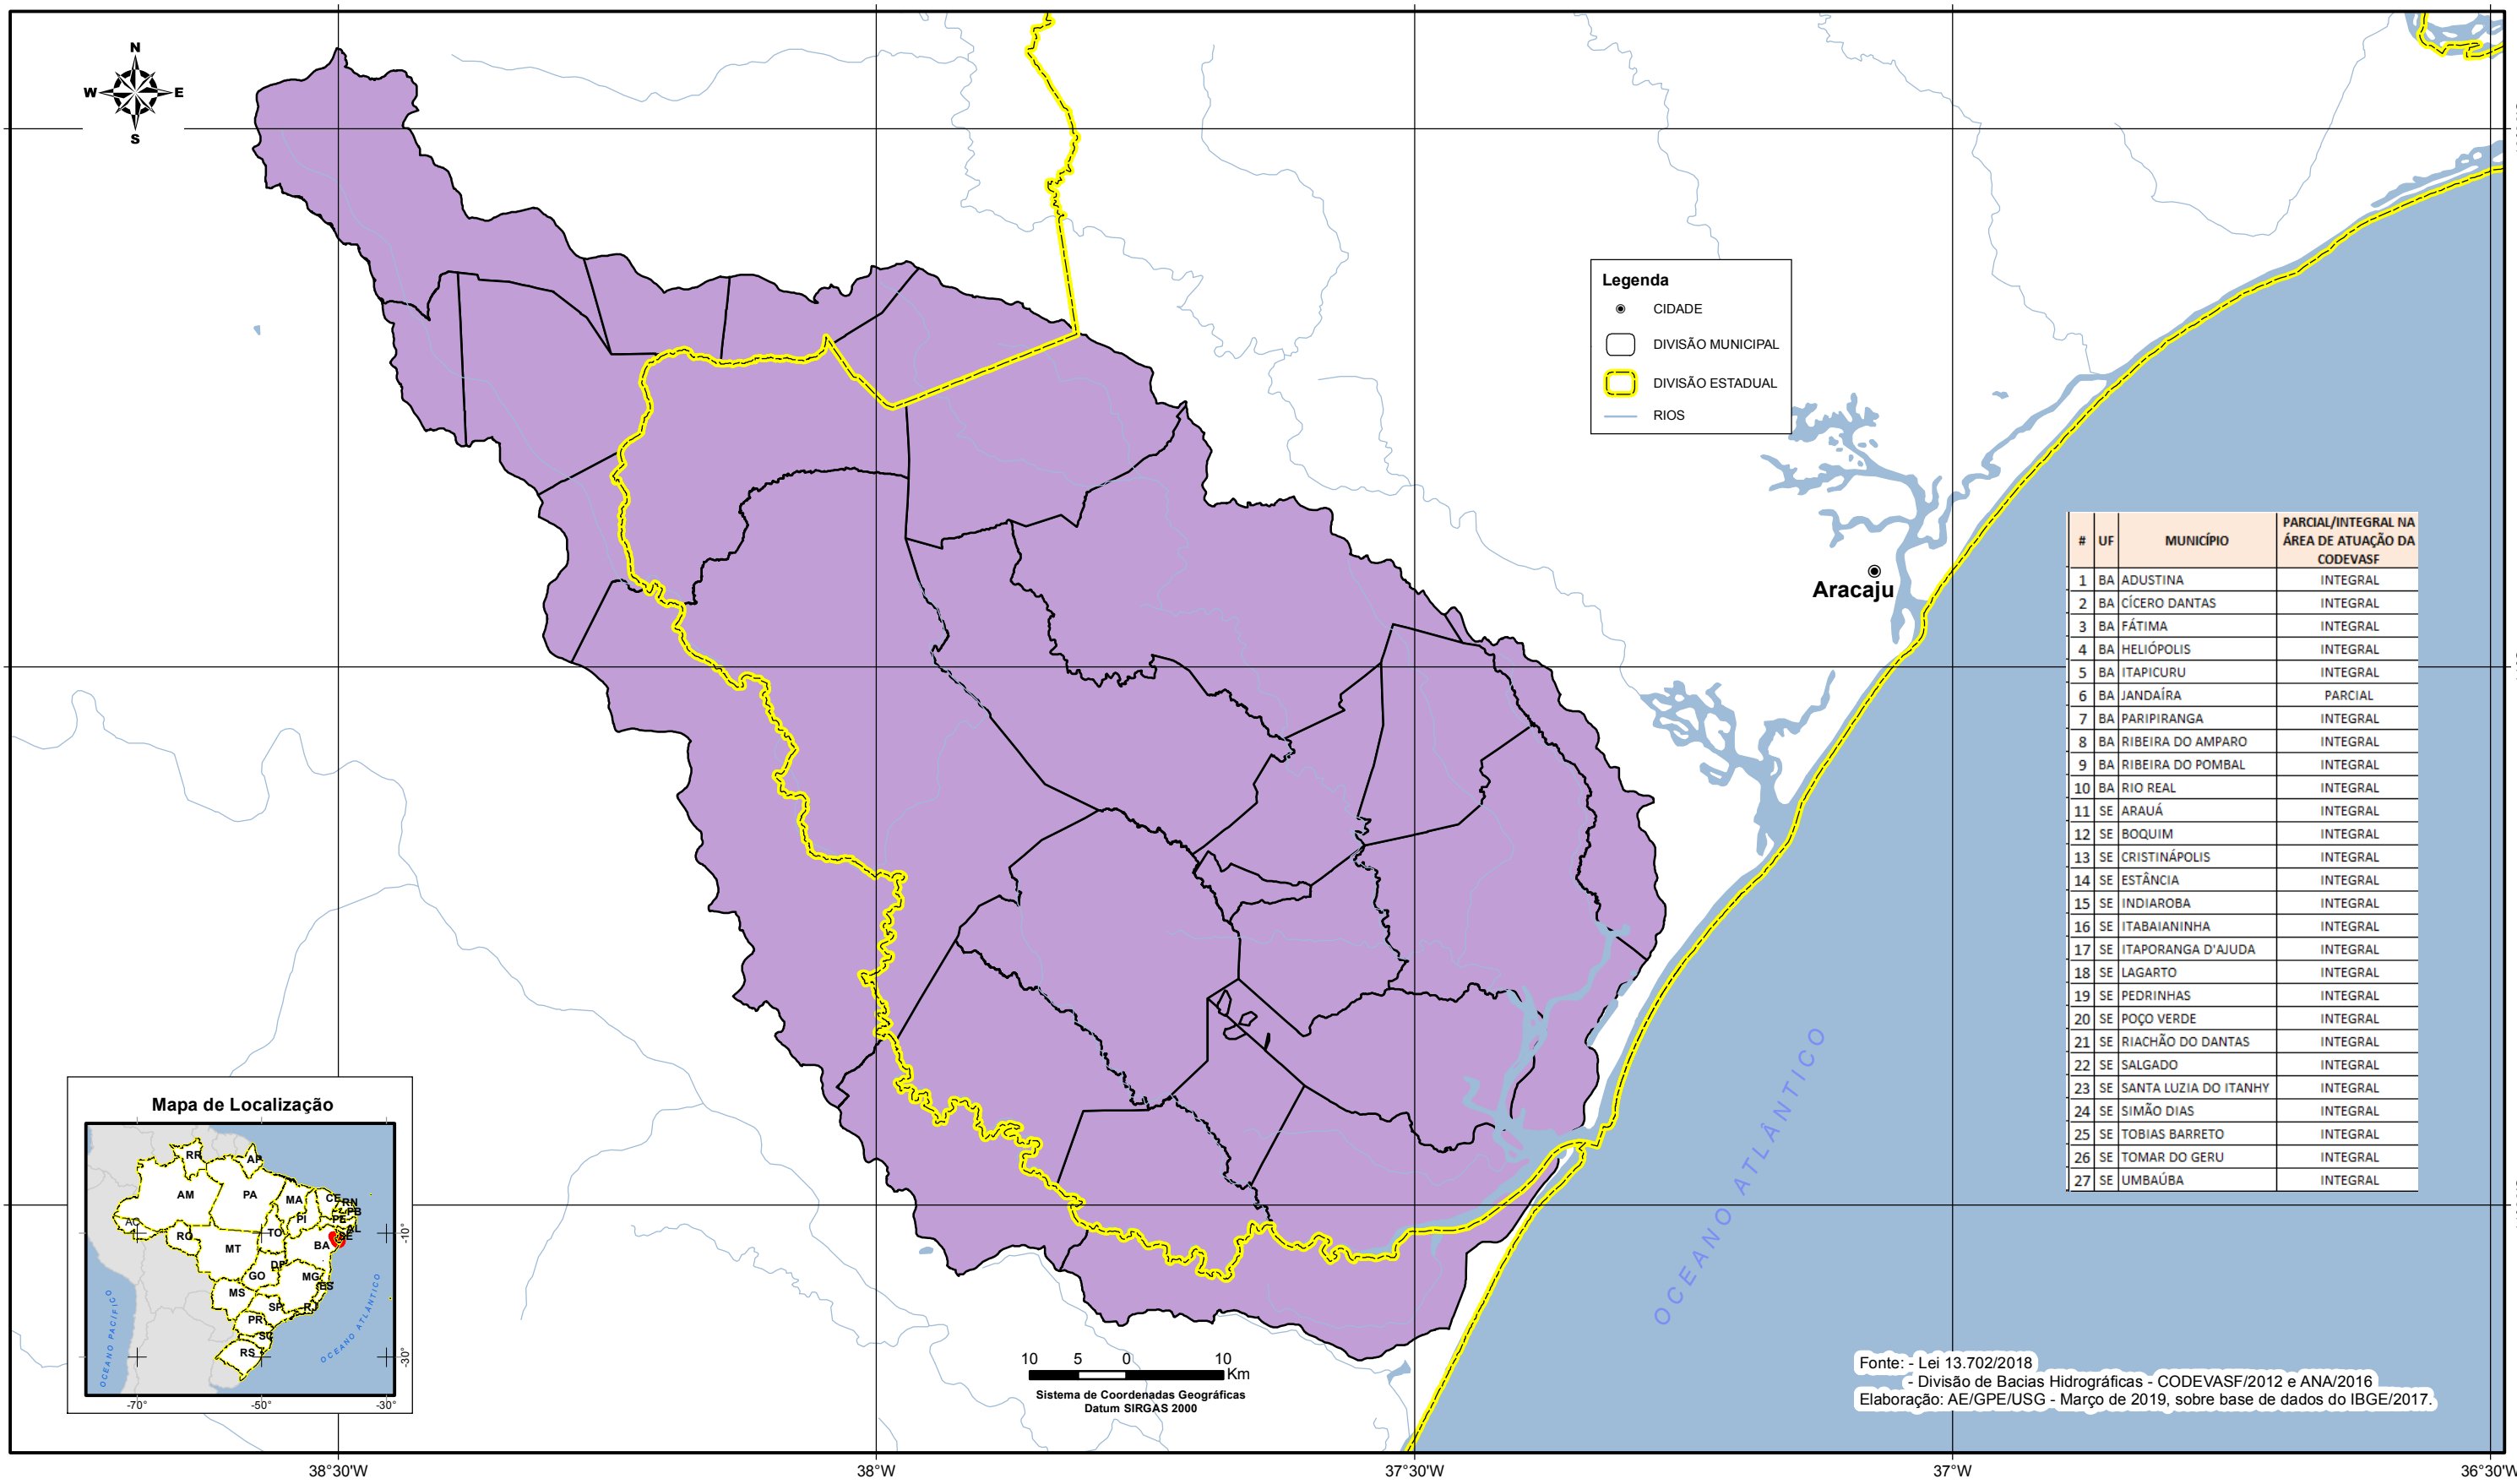 N
W
E
S
Legenda
CIDADE
DIVISÃO MUNICIPAL
DIVISÃO ESTADUAL
RIOS
Aracaju
# UF MUNICÍPIO PARCIAL/INTEGRAL NA ÁREA DE ATUAÇÃO DA CODEVASF
1 BA ADUSTINA INTEGRAL
2 BA CÍCERO DANTAS INTEGRAL
3 BA FÁTIMA INTEGRAL
4 BA HELIÓPOLIS INTEGRAL
5 BA ITAPICURU INTEGRAL
6 BA JANDAÍRA PARCIAL
7 BA PARIPIRANGA INTEGRAL
8 BA RIBEIRA DO AMPARO INTEGRAL
9 BA RIBEIRA DO POMBAL INTEGRAL
10 BA RIO REAL INTEGRAL
11 SE ARAUÁ INTEGRAL
12 SE BOQUIM INTEGRAL
13 SE CRISTINÁPOLIS INTEGRAL
14 SE ESTÂNCIA INTEGRAL
15 SE INDIAROBA INTEGRAL
16 SE ITABAIANINHA INTEGRAL
17 SE ITAPORANGA D'AJUDA INTEGRAL
18 SE LAGARTO INTEGRAL
19 SE PEDRINHAS INTEGRAL
20 SE POÇO VERDE INTEGRAL
21 SE RIACHÃO DO DANTAS INTEGRAL
22 SE SALGADO INTEGRAL
23 SE SANTA LUZIA DO ITANHY INTEGRAL
24 SE SIMÃO DIAS INTEGRAL
25 SE TOBIAS BARRETO INTEGRAL
26 SE TOMAR DO GERU INTEGRAL
27 SE UMBAÚBA INTEGRAL
OCEANO ATLÂNTICO
Mapa de Localização
RR
AP
AM
PA
MA
CE
RN
PB
PI
PE
AL
SE
AC
TO
RO
BA
MT
DF
GO
MG
ES
MS
SP
RJ
PR
SC
RS
OCEANO PACÍFICO
OCEANO ATLÂNTICO
-10°
-30°
-70°
-50°
-30°
10 5 0 10
Km
Sistema de Coordenadas Geográficas
Datum SIRGAS 2000
Fonte: - Lei 13.702/2018
- Divisão de Bacias Hidrográficas - CODEVASF/2012 e ANA/2016
Elaboração: AE/GPE/USG - Março de 2019, sobre base de dados do IBGE/2017.
38°30'W
38°W
37°30'W
37°W
36°30'W